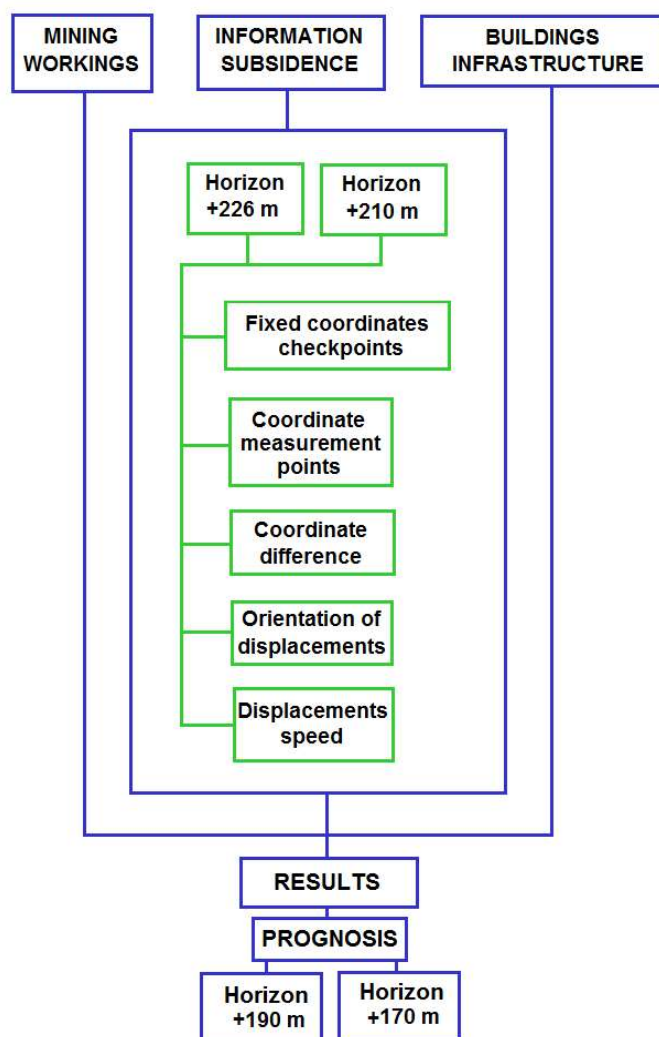 MINING
WORKINGS
INFORMATION
SUBSIDENCE
BUILDINGS
INFRASTRUCTURE
Horizon
+226 m
Horizon
+210 m
Fixed coordinates
checkpoints
Coordinate
measurement
points
Coordinate
difference
Orientation of
displacements
Displacements
speed
RESULTS
PROGNOSIS
Horizon
+190 m
Horizon
+170 m